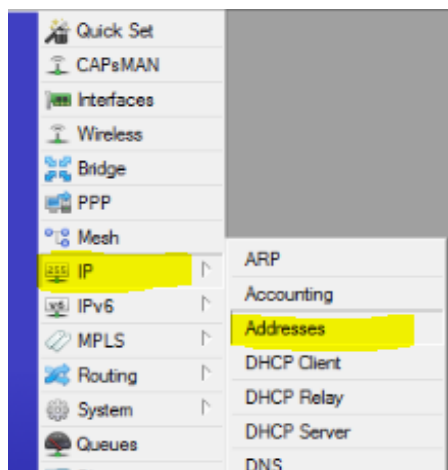 Quick Set
CAPsMAN
Interfaces
Wireless
Bridge
PPP
Mesh
IP
IPv6
MPLS
Routing
System
Queues
ARP
Accounting
Addresses
DHCP Client
DHCP Relay
DHCP Server
DNS